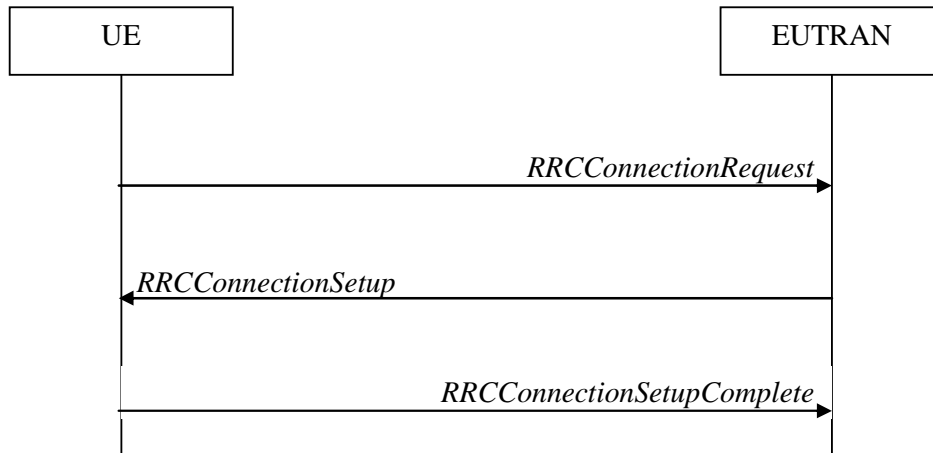 UE
EUTRAN
RRCConnectionRequest
RRCConnectionSetup
RRCConnectionSetupComplete